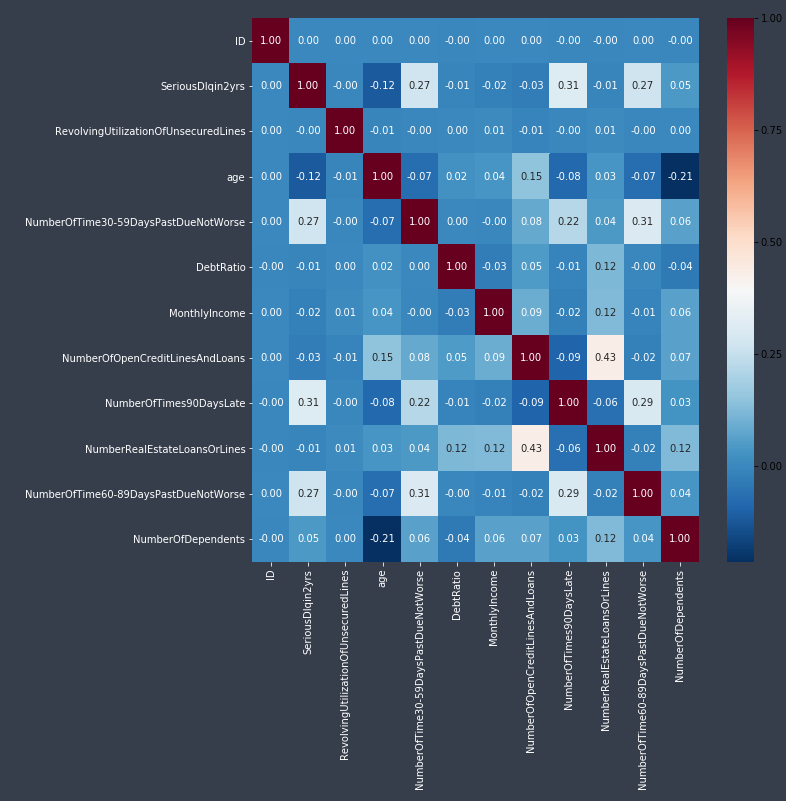 ID 1.00 0.00 0.00 0.00 0.00 -0.00 0.00 0.00 -0.00 -0.00 0.00 -0.00
SeriousDlqin2yrs 0.00 1.00 -0.00 -0.12 0.27 -0.01 -0.02 -0.03 0.31 -0.01 0.27 0.05
RevolvingUtilizationOfUnsecuredLines 0.00 -0.00 1.00 -0.01 -0.00 0.00 0.01 -0.01 -0.00 0.01 -0.00 0.00
age 0.00 -0.12 -0.01 1.00 -0.07 0.02 0.04 0.15 -0.08 0.03 -0.07 -0.21
NumberOfTime30-59DaysPastDueNotWorse 0.00 0.27 -0.00 -0.07 1.00 0.00 -0.00 0.08 0.22 0.04 0.31 0.06
DebtRatio -0.00 -0.01 0.00 0.02 0.00 1.00 -0.03 0.05 -0.01 0.12 -0.00 -0.04
MonthlyIncome 0.00 -0.02 0.01 0.04 -0.00 -0.03 1.00 0.09 -0.02 0.12 -0.01 0.06
NumberOfOpenCreditLinesAndLoans 0.00 -0.03 -0.01 0.15 0.08 0.05 0.09 1.00 -0.09 0.43 -0.02 0.07
NumberOfTimes90DaysLate -0.00 0.31 -0.00 -0.08 0.22 -0.01 -0.02 -0.09 1.00 -0.06 0.29 0.03
NumberRealEstateLoansOrLines -0.00 -0.01 0.01 0.03 0.04 0.12 0.12 0.43 -0.06 1.00 -0.02 0.12
NumberOfTime60-89DaysPastDueNotWorse 0.00 0.27 -0.00 -0.07 0.31 -0.00 -0.01 -0.02 0.29 -0.02 1.00 0.04
NumberOfDependents -0.00 0.05 0.00 -0.21 0.06 -0.04 0.06 0.07 0.03 0.12 0.04 1.00
ID
SeriousDlqin2yrs
RevolvingUtilizationOfUnsecuredLines
age
NumberOfTime30-59DaysPastDueNotWorse
DebtRatio
MonthlyIncome
NumberOfOpenCreditLinesAndLoans
NumberOfTimes90DaysLate
NumberRealEstateLoansOrLines
NumberOfTime60-89DaysPastDueNotWorse
NumberOfDependents
1.00
0.75
0.50
0.25
0.00